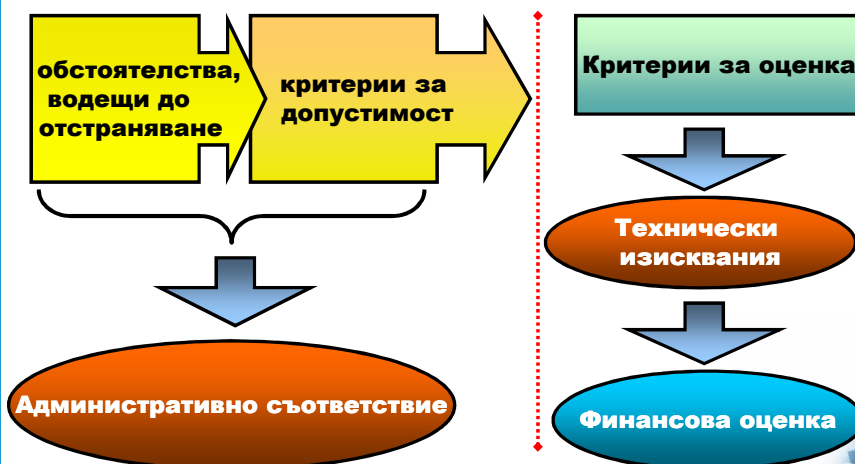 обстоятелства,
водещи до
отстраняване
критерии за
допустимост
Административно съответствие
Критерии за оценка
Технически
изисквания
Финансова оценка